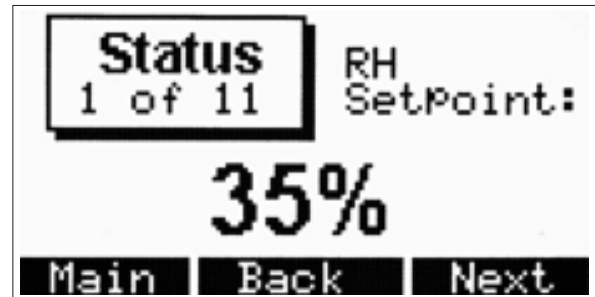 Status
1 of 11
RH
Setpoint:
35%
Main Back Next